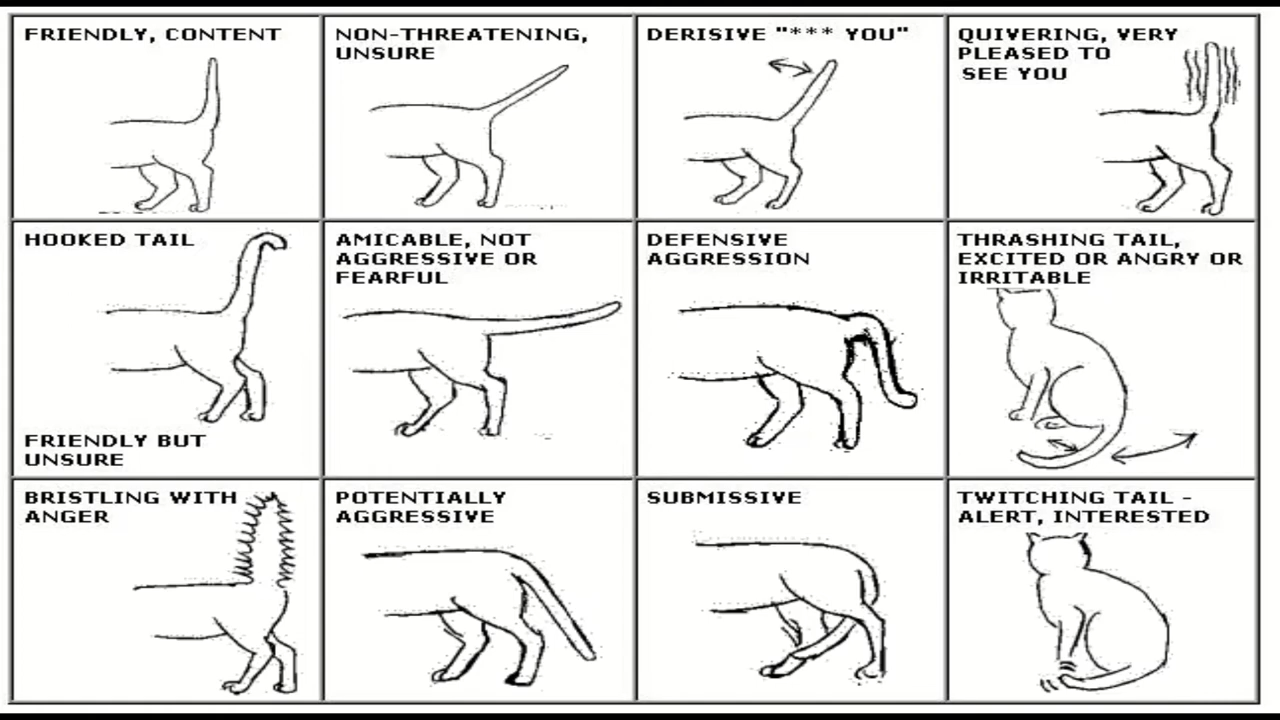 FRIENDLY, CONTENT
NON-THREATENING,
UNSURE
DERISIVE "*** YOU"
QUIVERING, VERY
PLEASED TO
SEE YOU
HOOKED TAIL
FRIENDLY BUT
UNSURE
AMICABLE, NOT
AGGRESSIVE OR
FEARFUL
DEFENSIVE
AGGRESSION
THRASHING TAIL,
EXCITED OR ANGRY OR
IRRITABLE
BRISTLING WITH
ANGER
POTENTIALLY
AGGRESSIVE
SUBMISSIVE
TWITCHING TAIL -
ALERT, INTERESTED